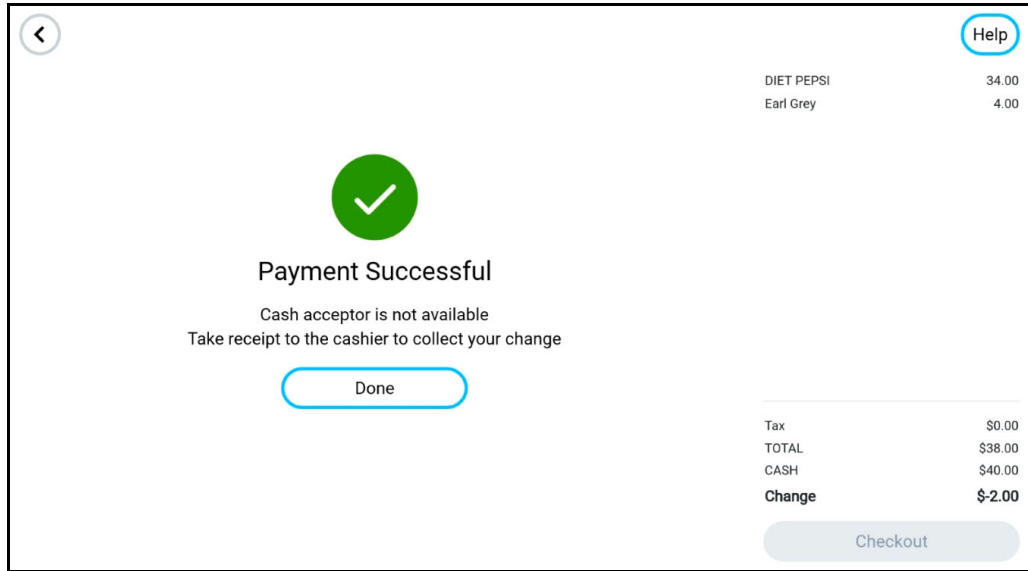 Help
DIET PEPSI 34.00
Earl Grey 4.00
Payment Successful
Cash acceptor is not available
Take receipt to the cashier to collect your change
Done
Tax $0.00
TOTAL $38.00
CASH $40.00
Change $-2.00
Checkout